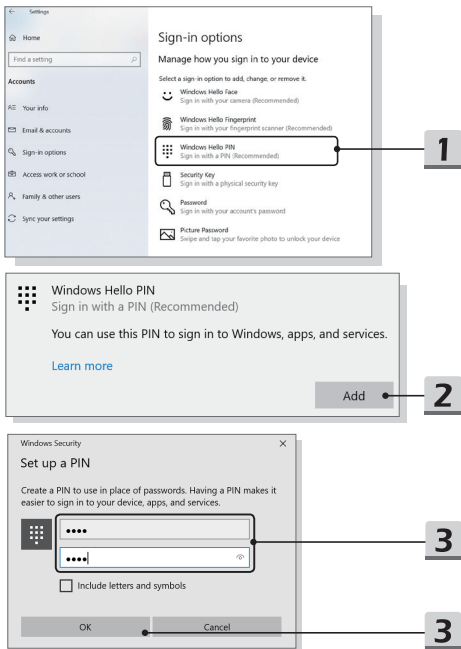 Settings
Home
Find a setting
Accounts
Your info
Email & accounts
Sign-in options
Access work or school
Family & other users
Sync your settings
Sign-in options
Manage how you sign in to your device
Select a sign-in option to add, change, or remove it.
Windows Hello Face
Sign in with your camera (Recommended)
Windows Hello Fingerprint
Sign in with your fingerprint scanner (Recommended)
Windows Hello PIN
Sign in with a PIN (Recommended)
Security Key
Sign in with a physical security key
Password
Sign in with your account's password
Picture Password
Swipe and tap your favorite photo to unlock your device
1
Windows Hello PIN
Sign in with a PIN (Recommended)
You can use this PIN to sign in to Windows, apps, and services.
Learn more
Add
2
Windows Security
Set up a PIN
Create a PIN to use in place of passwords. Having a PIN makes it
easier to sign in to your device, apps, and services.
••••
••••
3
Include letters and symbols
OK Cancel
3